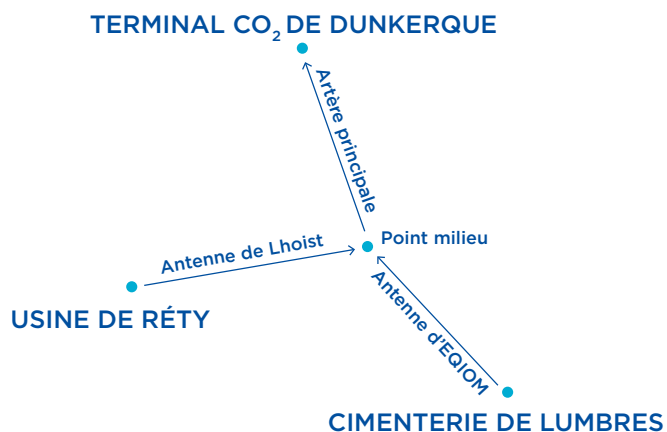 TERMINAL CO₂ DE DUNKERQUE
Artère principale
Point milieu
Antenne de Lhoist
USINE DE RÉTY
Antenne d'EQIOM
CIMENTERIE DE LUMBRES